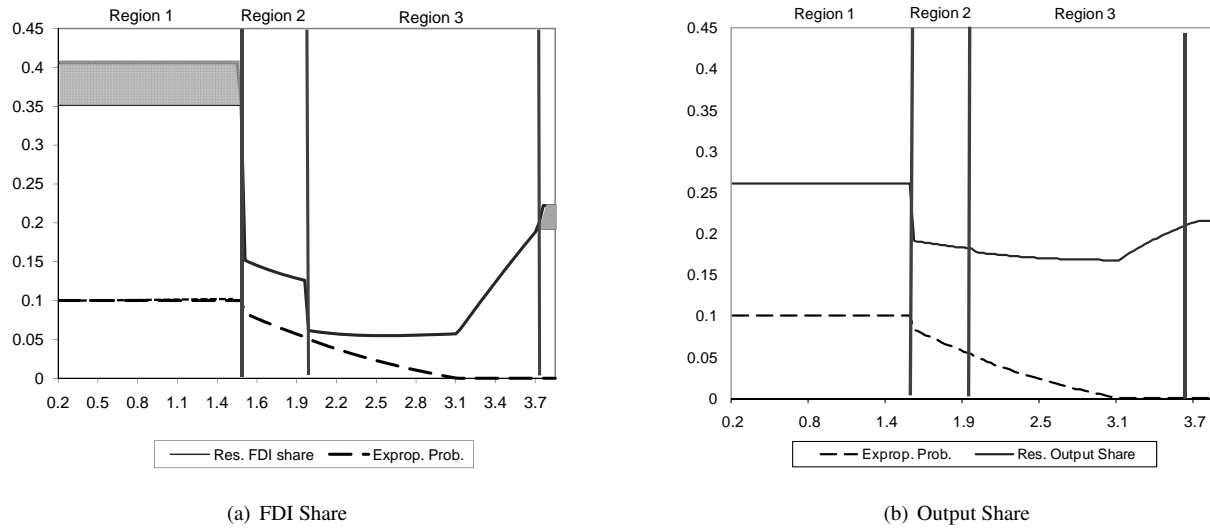 Region 1 Region 2 Region 3
0.45
0.4
0.35
0.3
0.25
0.2
0.15
0.1
0.05
0
0.2 0.5 0.8 1.1 1.4 1.6 1.9 2.2 2.5 2.8 3.1 3.4 3.7
Res. FDI share Exprop. Prob.
(a) FDI Share
Region 1 Region 2 Region 3
0.45
0.4
0.35
0.3
0.25
0.2
0.15
0.1
0.05
0
0.2 0.8 1.4 1.9 2.5 3.1 3.7
Exprop. Prob. Res. Output Share
(b) Output Share